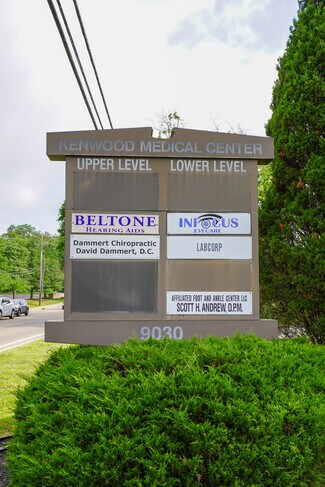 KENWOOD MEDICAL CENTER
UPPER LEVEL
LOWER LEVEL
BELTONE
HEARING AIDS
Dammert Chiropractic
David Dammert, D.C.
INFOCUS
EYECARE
LABCORP
AFFILIATED FOOT AND ANKLE CENTER LLC
SCOTT H. ANDREW, D.P.M.
9030